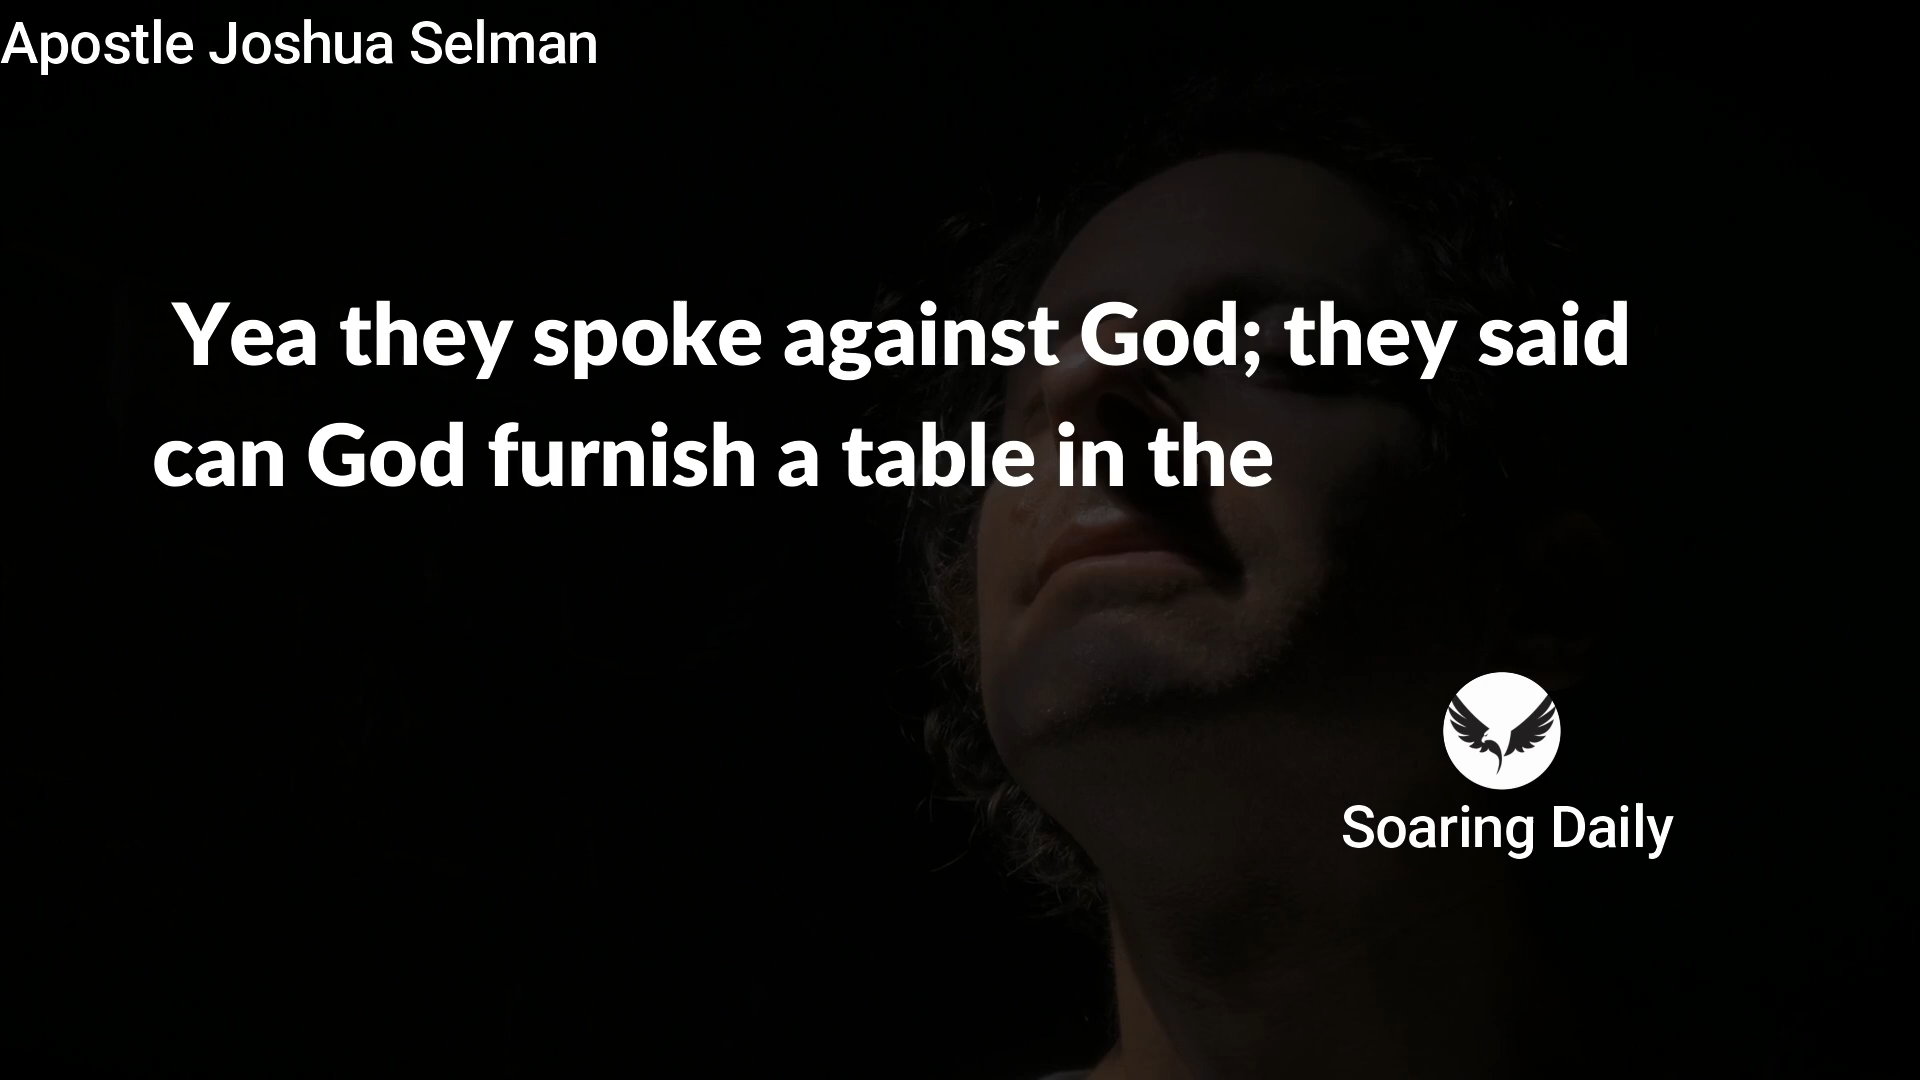 Apostle Joshua Selman
Yea they spoke against God; they said
can God furnish a table in the
Soaring Daily